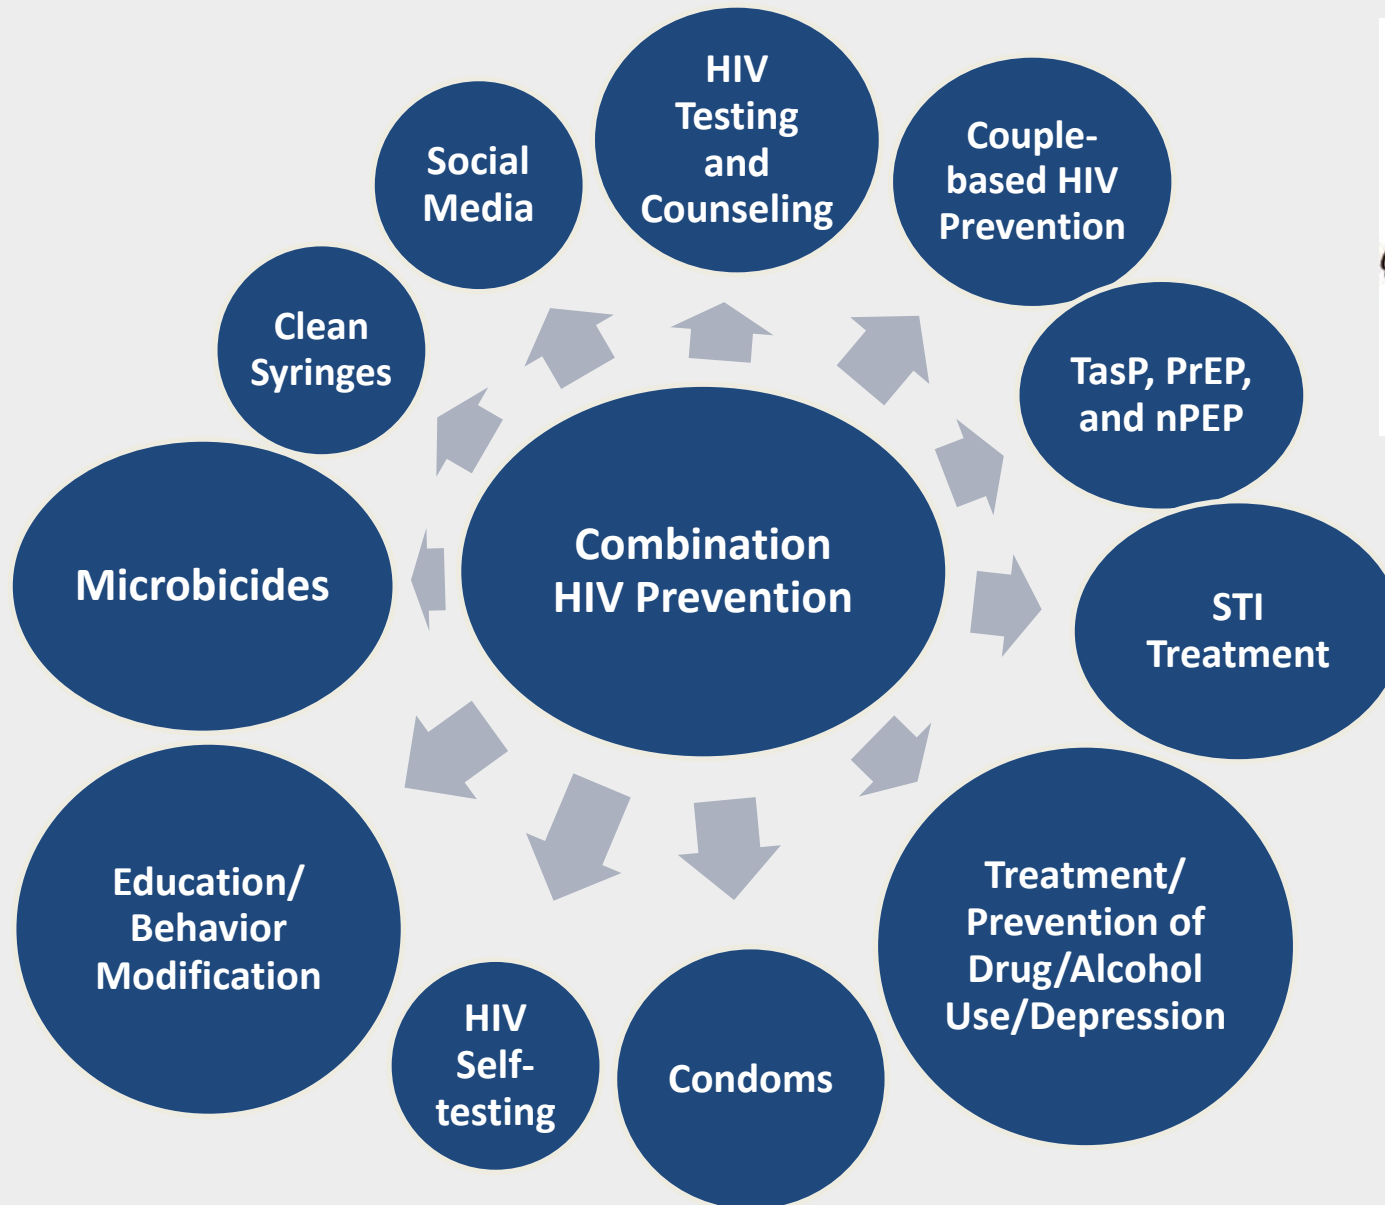 HIV
Testing
and
Counseling
Couple-
based HIV
Prevention
TasP, PrEP,
and nPEP
STI
Treatment
Treatment/
Prevention of
Drug/Alcohol
Use/Depression
Condoms
HIV
Self-
testing
Education/
Behavior
Modification
Microbicides
Clean
Syringes
Social
Media
Combination
HIV Prevention